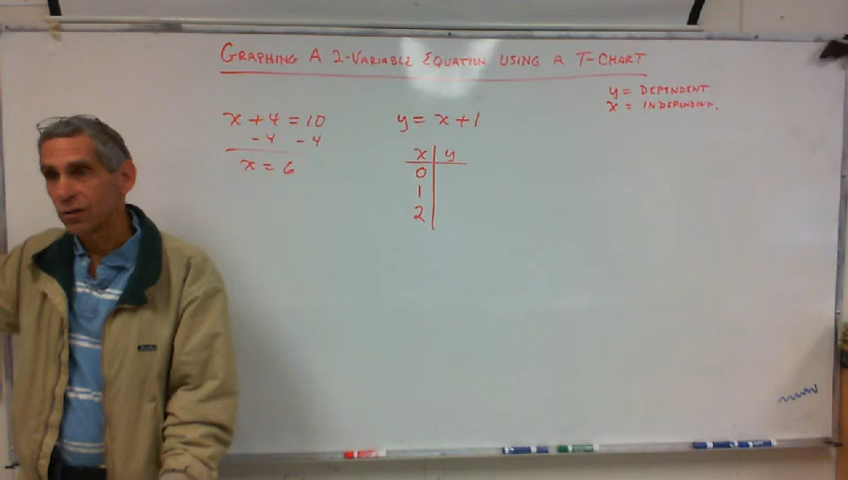 GRAPHING A 2-VARIABLE EQUATION USING A T-CHART
y = DEPENDENT
x = INDEPENDENT.
x + 4 = 10
- 4 - 4
x = 6
y = x + 1
x y
0
1
2